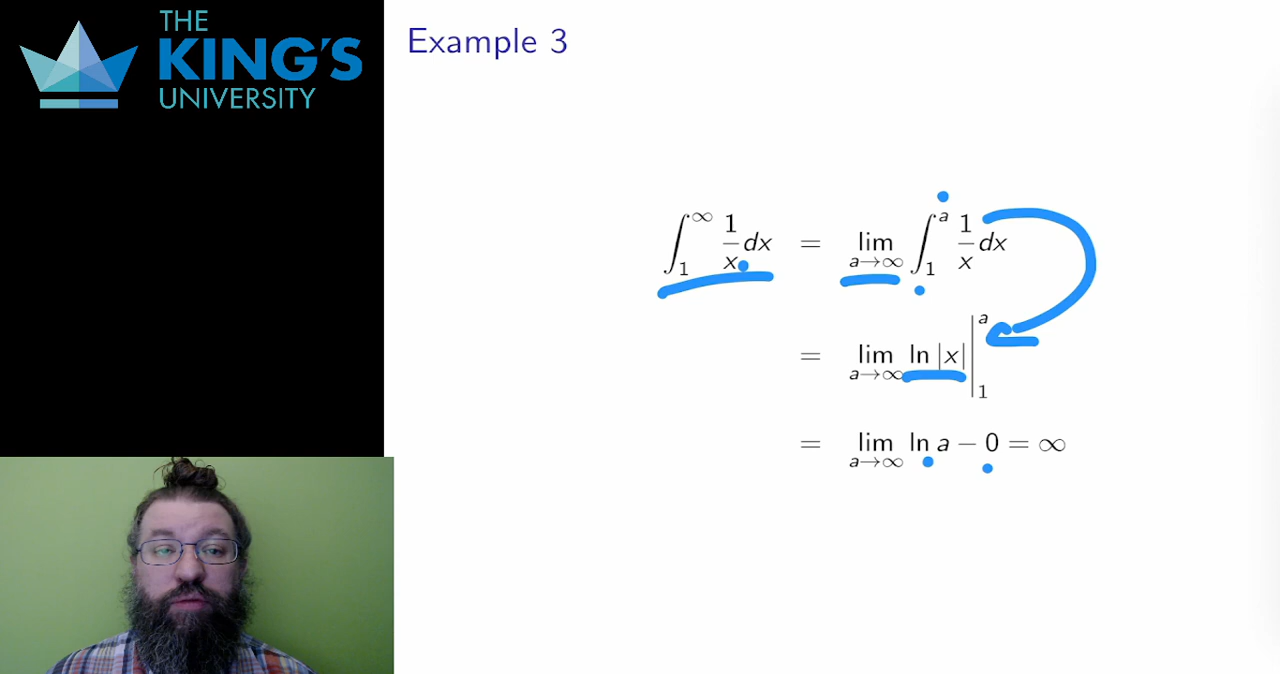 THE
KING'S
UNIVERSITY
Example 3
∫₁^∞ 1/x dx = lim_{a→∞} ∫₁^a 1/x dx
= lim_{a→∞} ln |x| |₁^a
= lim_{a→∞} ln a − 0 = ∞